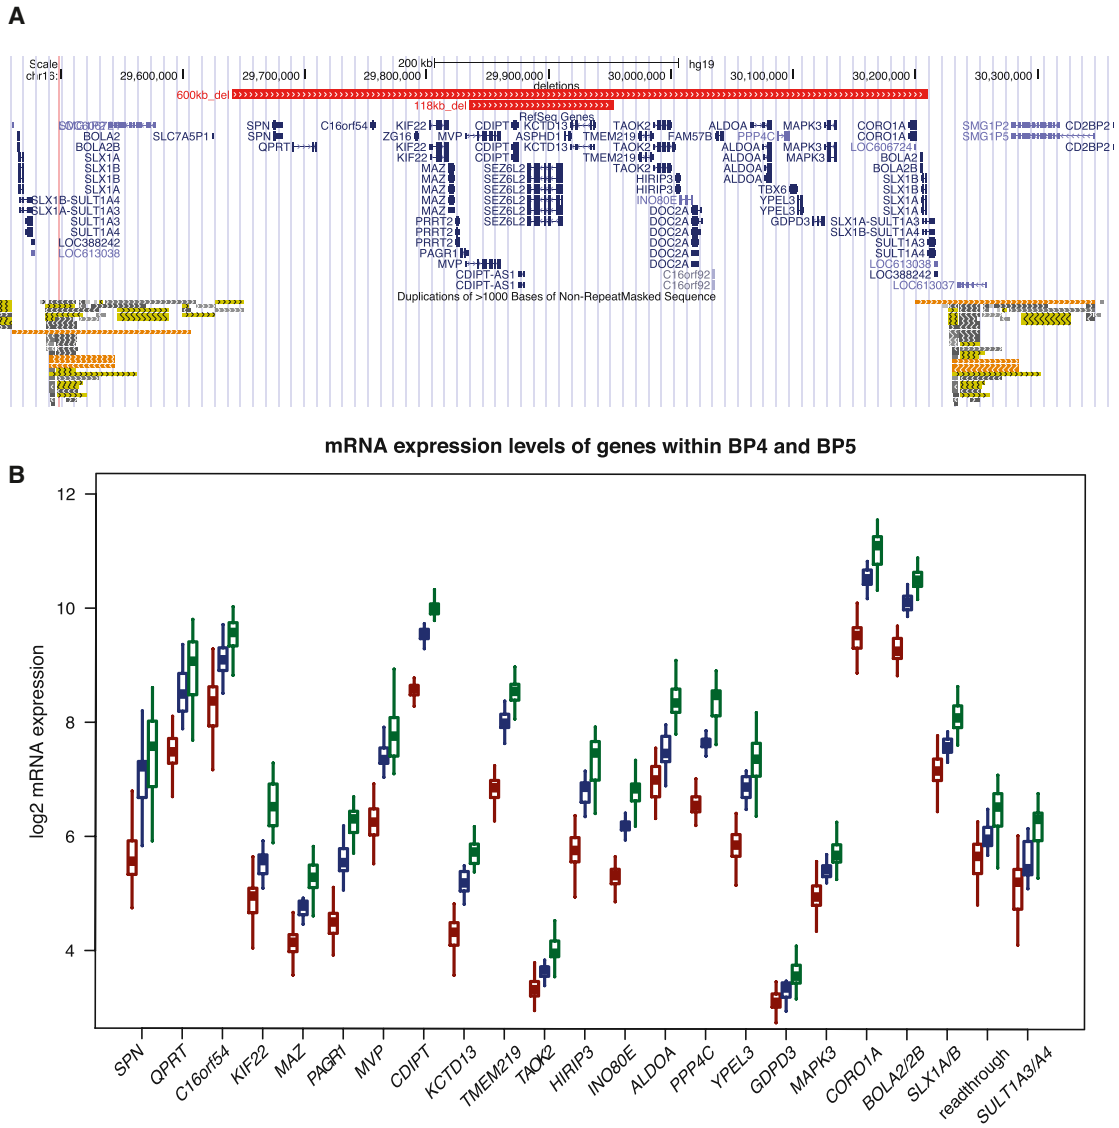 A
Scale 200 kb hg19
chr16: 29,600,000 29,700,000 29,800,000 29,900,000 30,000,000 30,100,000 30,200,000 30,300,000
deletions
600kb_del
118kb_del
RefSeq Genes
SPN C16orf54 KIF22 CDIPT KCTD13 TAOK2 ALDOA MAPK3 CORO1A SMG1P2 CD2BP2
BOLA2 SLC7A5P1 SPN ZG16 MVP ASPHD1 TMEM219 FAM57B PPP4C MAPK3 CORO1A SMG1P5
BOLA2B QPRT KIF22 CDIPT KCTD13 TAOK2 ALDOA MAPK3 LOC606724 CD2BP2
SLX1A KIF22 CDIPT TMEM219 ALDOA MAPK3 BOLA2
SLX1B MAZ SEZ6L2 TAOK2 ALDOA BOLA2B
SLX1B MAZ SEZ6L2 HIRIP3 ALDOA SLX1B
SLX1A MAZ SEZ6L2 HIRIP3 TBX6 SLX1B
SLX1B-SULT1A4 MAZ SEZ6L2 INO80E YPEL3 SLX1A
SLX1A-SULT1A3 MAZ SEZ6L2 DOC2A YPEL3 SLX1A
SULT1A3 PRRT2 SEZ6L2 DOC2A GDPD3 SLX1A-SULT1A3
SULT1A4 PRRT2 DOC2A SLX1B-SULT1A4
LOC388242 PRRT2 DOC2A SULT1A3
LOC613038 PAGR1 DOC2A SULT1A4
MVP DOC2A LOC613038
CDIPT-AS1 C16orf92 LOC388242
CDIPT-AS1 C16orf92 LOC613037
Duplications of >1000 Bases of Non-RepeatMasked Sequence
mRNA expression levels of genes within BP4 and BP5
B
12
10
8
6
4
log2 mRNA expression
SPN QPRT C16orf54 KIF22 MAZ PAGR1 MVP CDIPT KCTD13 TMEM219 TAOK2 HIRIP3 INO80E ALDOA PPP4C YPEL3 GDPD3 MAPK3 CORO1A BOLA2/2B SLX1A/B readthrough SULT1A3/A4